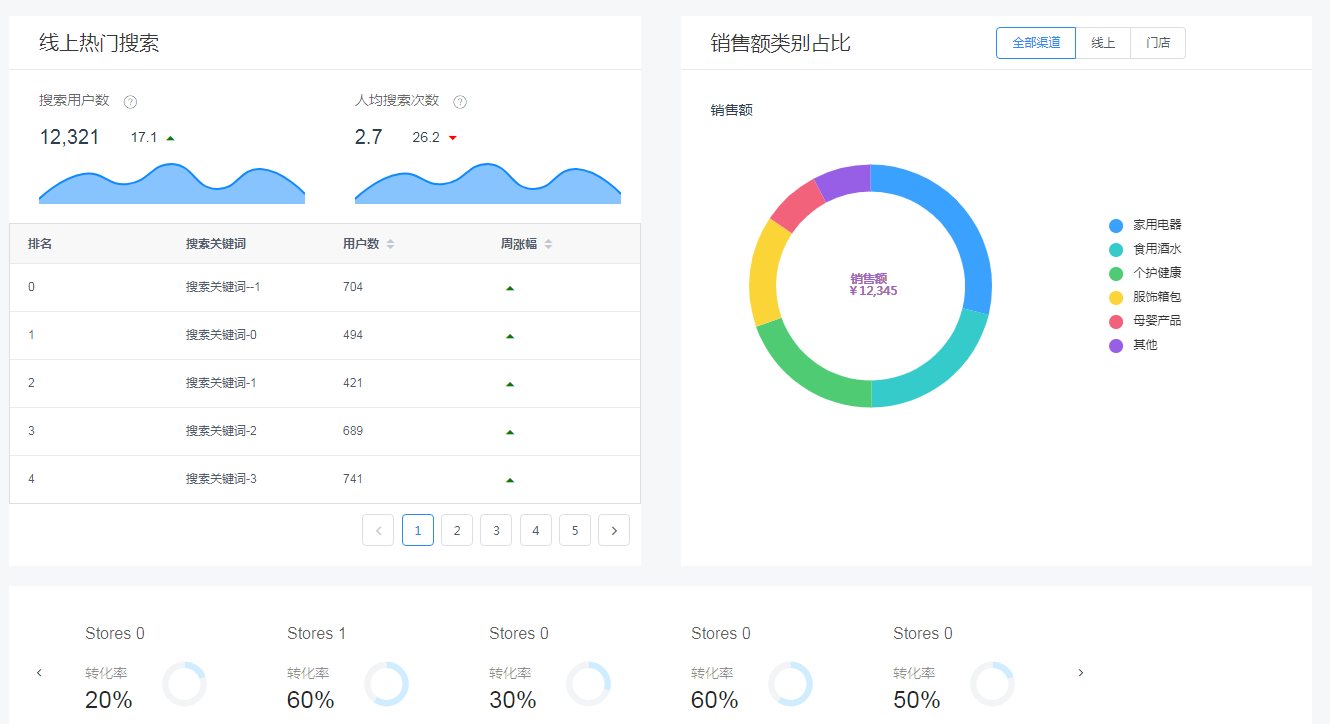 线上热门搜索
搜索用户数 ?
人均搜索次数 ?
12,321 17.1
2.7 26.2
排名 搜索关键词 用户数 周涨幅
0 搜索关键词--1 704
1 搜索关键词-0 494
2 搜索关键词-1 421
3 搜索关键词-2 689
4 搜索关键词-3 741
< 1 2 3 4 5 >
销售额类别占比
全部渠道 线上 门店
销售额
销售额
￥12,345
家用电器
食用酒水
个护健康
服饰箱包
母婴产品
其他
Stores 0 Stores 1 Stores 0 Stores 0 Stores 0
转化率 转化率 转化率 转化率 转化率
20% 60% 30% 60% 50%